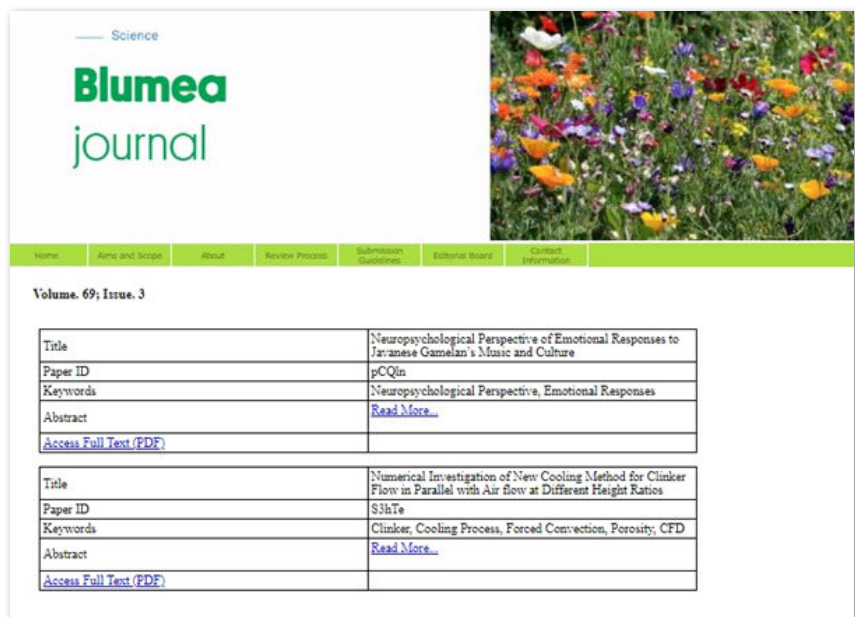 Science
Blumea
journal
Home
Aims and Scope
About
Review Process
Submission
Guidelines
Editorial Board
Contact
Information
Volume. 69; Issue. 3
Title
Neuropsychological Perspective of Emotional Responses to
Javanese Gamelan`s Music and Culture
Paper ID
pCQln
Keywords
Neuropsychological Perspective, Emotional Responses
Abstract
Read More...
Access Full Text (PDF)
Title
Numerical Investigation of New Cooling Method for Clinker
Flow in Parallel with Air flow at Different Height Ratios
Paper ID
S3hTe
Keywords
Clinker, Cooling Process, Forced Convection, Porosity, CFD
Abstract
Read More...
Access Full Text (PDF)